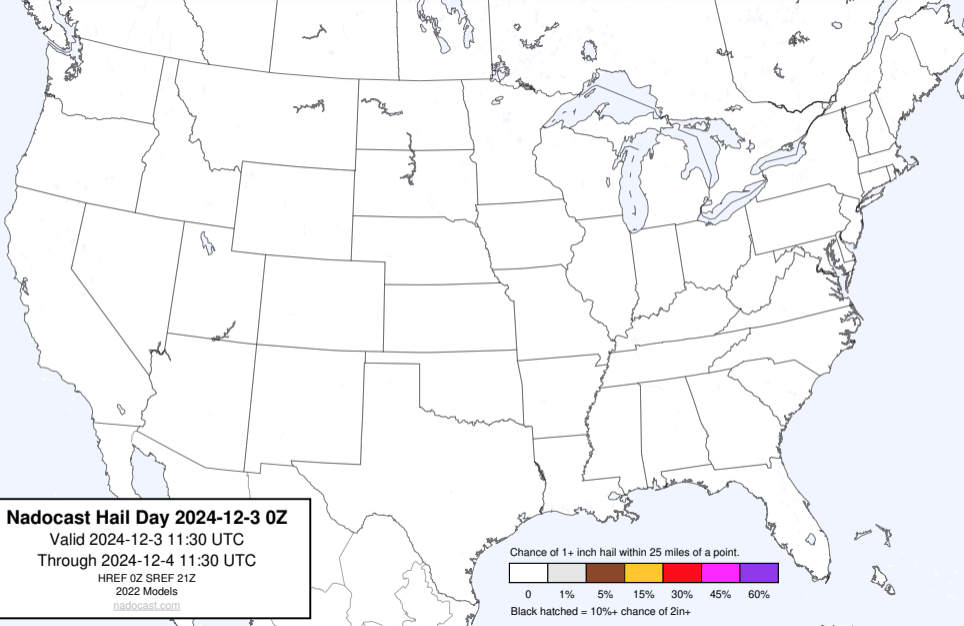 Nadocast Hail Day 2024-12-3 0Z
Valid 2024-12-3 11:30 UTC
Through 2024-12-4 11:30 UTC
HREF 0Z SREF 21Z
2022 Models
nadocast.com
Chance of 1+ inch hail within 25 miles of a point.
0 1% 5% 15% 30% 45% 60%
Black hatched = 10%+ chance of 2in+